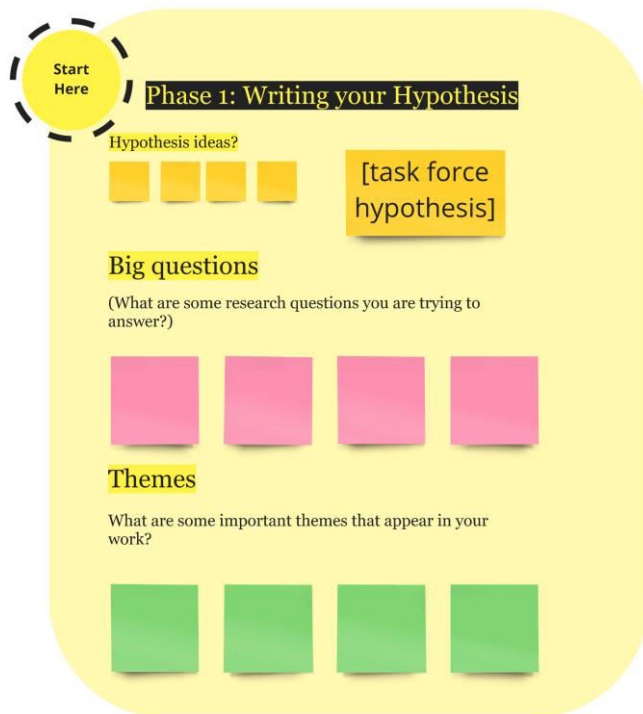 Start
Here
Phase 1: Writing your Hypothesis
Hypothesis ideas?
[task force
hypothesis]
Big questions
(What are some research questions you are trying to
answer?)
Themes
What are some important themes that appear in your
work?